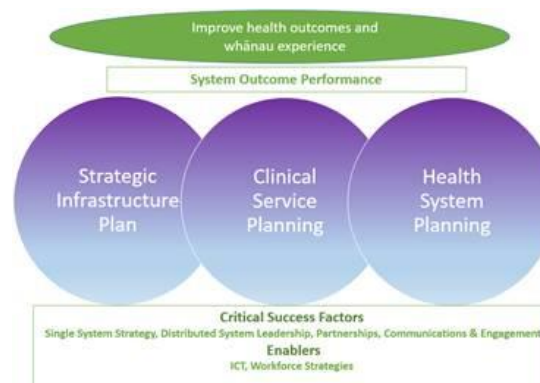 Improve health outcomes and
whānau experience
System Outcome Performance
Strategic
Infrastructure
Plan
Clinical
Service
Planning
Health
System
Planning
Critical Success Factors
Single System Strategy, Distributed System Leadership, Partnerships, Communications & Engagement
Enablers
ICT, Workforce Strategies